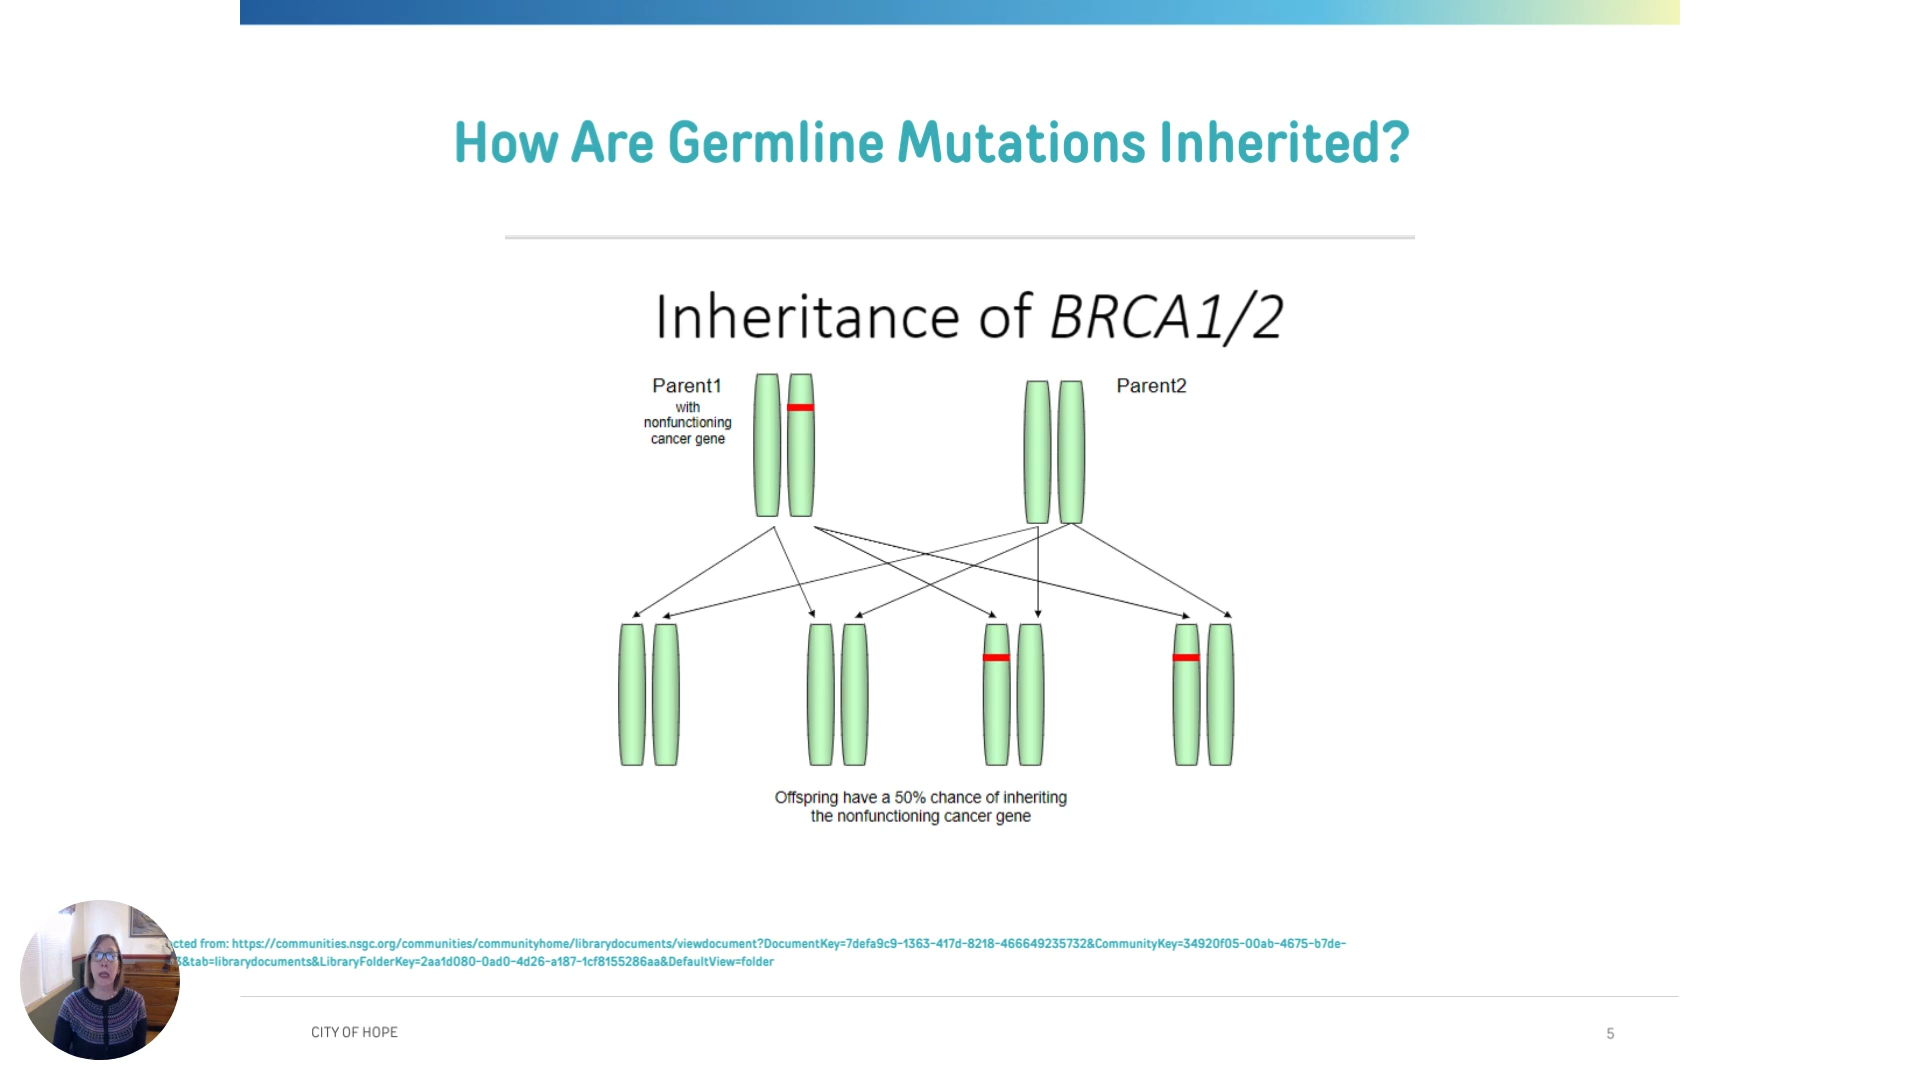 How Are Germline Mutations Inherited?
Inheritance of BRCA1/2
Parent1
with
nonfunctioning
cancer gene
Parent2
Offspring have a 50% chance of inheriting
the nonfunctioning cancer gene
from: https://communities.nsgc.org/communities/communityhome/librarydocuments/viewdocument?DocumentKey=7defa9c9-1363-417d-8218-466649235732&CommunityKey=34920f05-00ab-4675-b7de-
&tab=librarydocuments&LibraryFolderKey=2aa1d080-0ad0-4d26-a187-1cf8155286aa&DefaultView=folder
CITY OF HOPE
5